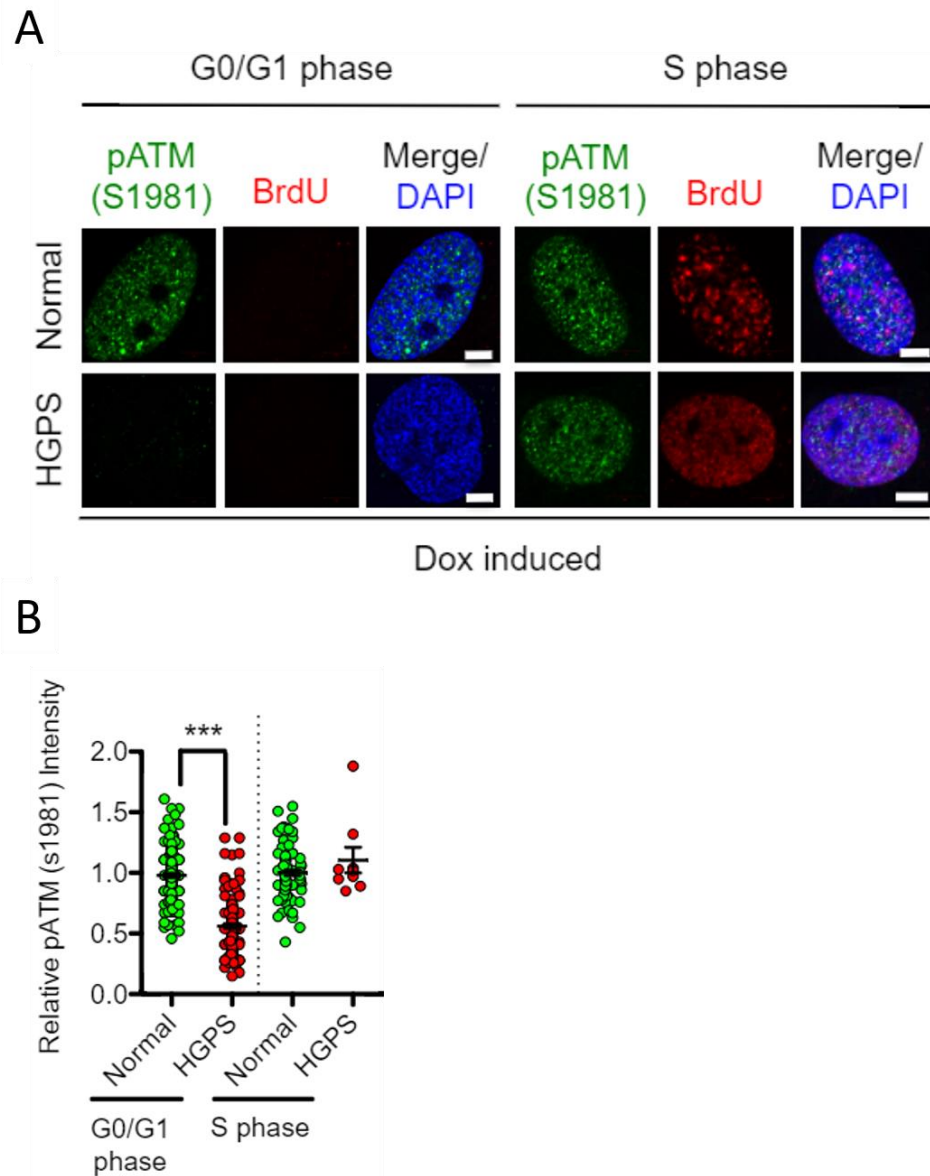 A
G0/G1 phase
S phase
pATM
(S1981)
BrdU
Merge/
DAPI
pATM
(S1981)
BrdU
Merge/
DAPI
Normal
HGPS
Dox induced
B
Relative pATM (s1981) Intensity
2.0
1.5
1.0
0.5
0.0
***
Normal
HGPS
Normal
HGPS
G0/G1
phase
S phase